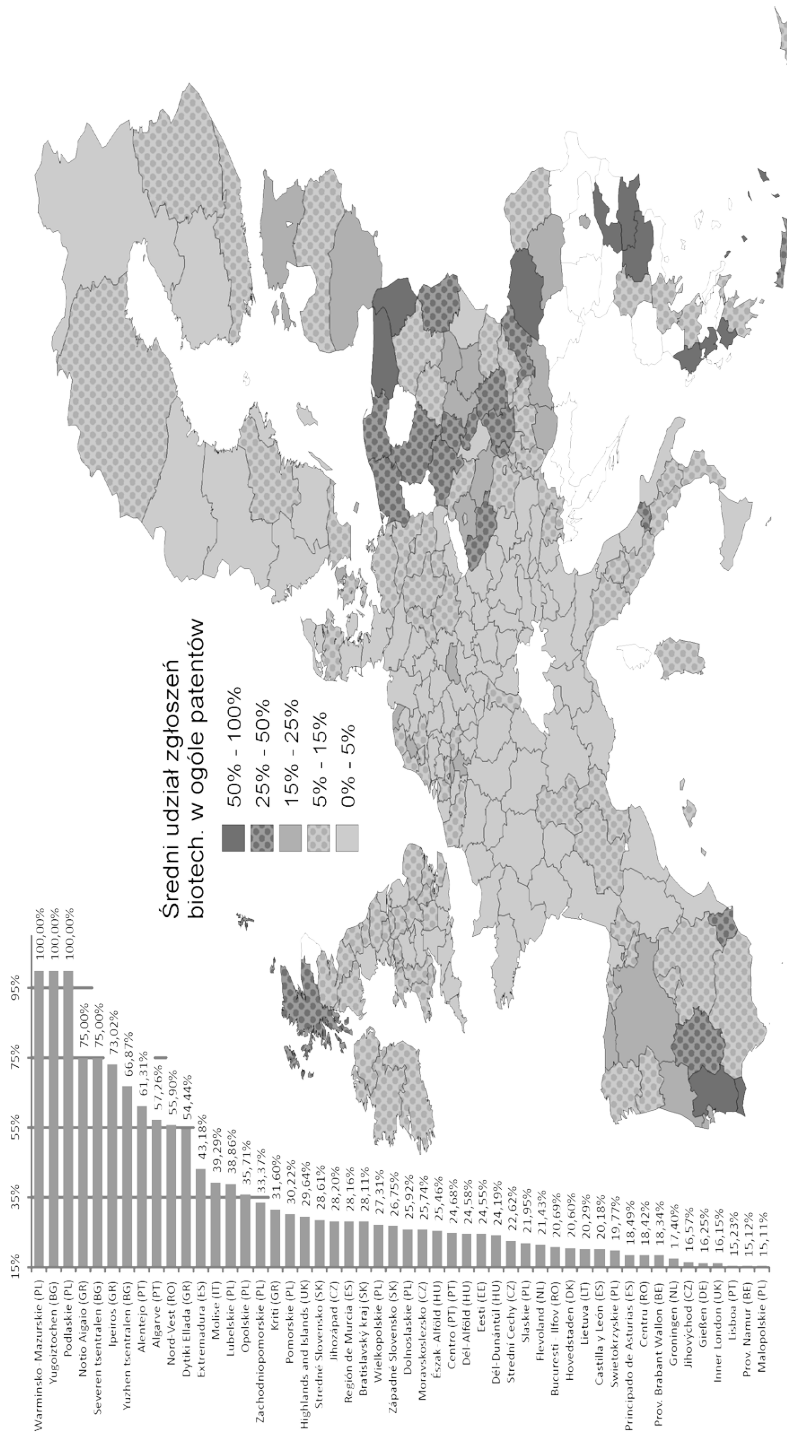 95%
75%
55%
35%
15%
100,00%
100,00%
100,00%
75,00%
75,00%
73,02%
66,87%
61,31%
57,26%
55,90%
54,44%
43,18%
39,29%
38,86%
35,71%
33,37%
31,60%
30,22%
29,64%
28,61%
28,20%
28,16%
28,11%
27,31%
26,75%
25,92%
25,74%
25,46%
24,68%
24,58%
24,55%
24,19%
22,62%
21,95%
21,43%
20,69%
20,60%
20,29%
20,18%
19,77%
18,49%
18,42%
18,34%
17,40%
16,57%
16,25%
16,15%
15,23%
15,12%
15,11%
Warminsko Mazurskie (PL)
Yugoiztochen (BG)
Podlaskie (PL)
Notio Aigaio (GR)
Severen tsentralen (BG)
Ipeiros (GR)
Yuzhen tsentralen (BG)
Alentejo (PT)
Algarve (PT)
Nord-Vest (RO)
Dytiki Ellada (GR)
Extremadura (ES)
Molise (IT)
Lubelskie (PL)
Opolskie (PL)
Zachodniopomorskie (PL)
Kriti (GR)
Pomorskie (PL)
Highlands and Islands (UK)
Stredné Slovensko (SK)
Jihozápad (CZ)
Región de Murcia (ES)
Bratislavský kraj (SK)
Wielkopolskie (PL)
Západné Slovensko (SK)
Dolnoslaskie (PL)
Moravskoslezsko (CZ)
Észak Alföld (HU)
Centro (PT) (PT)
Dél-Alföld (HU)
Eesti (EE)
Dél-Dunántúl (HU)
Strední Cechy (CZ)
Slaskie (PL)
Flevoland (NL)
Bucuresti Ilfov (RO)
Hovedstaden (DK)
Lietuva (LT)
Castilla y León (ES)
Swietokrzyskie (PL)
Principado de Asturias (ES)
Centru (RO)
Prov. Brabant Wallon (BE)
Groningen (NL)
Jihovýchod (CZ)
Gießen (DE)
Inner London (UK)
Lisboa (PT)
Prov. Namur (BE)
Malopolskie (PL)
Średni udział zgłoszeń
biotech. w ogóle patentów
50% - 100%
25% - 50%
15% - 25%
5% - 15%
0% - 5%